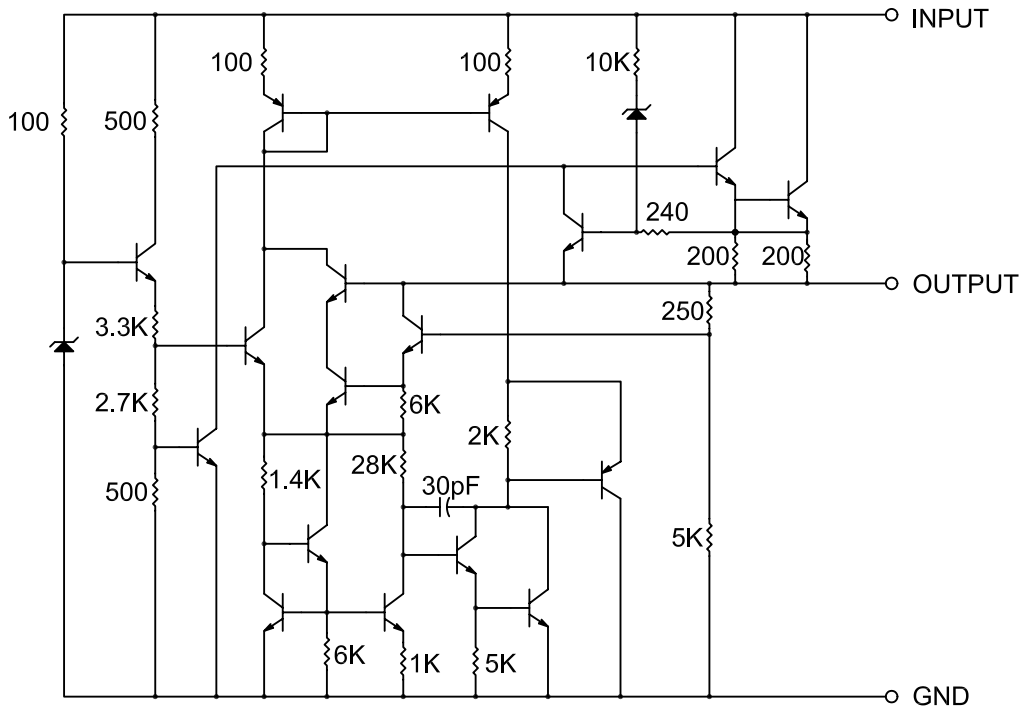 INPUT
100
100
10K
100
500
240
200
200
OUTPUT
250
3.3K
2.7K
6K
2K
28K
1.4K
30pF
500
5K
6K
1K
5K
GND